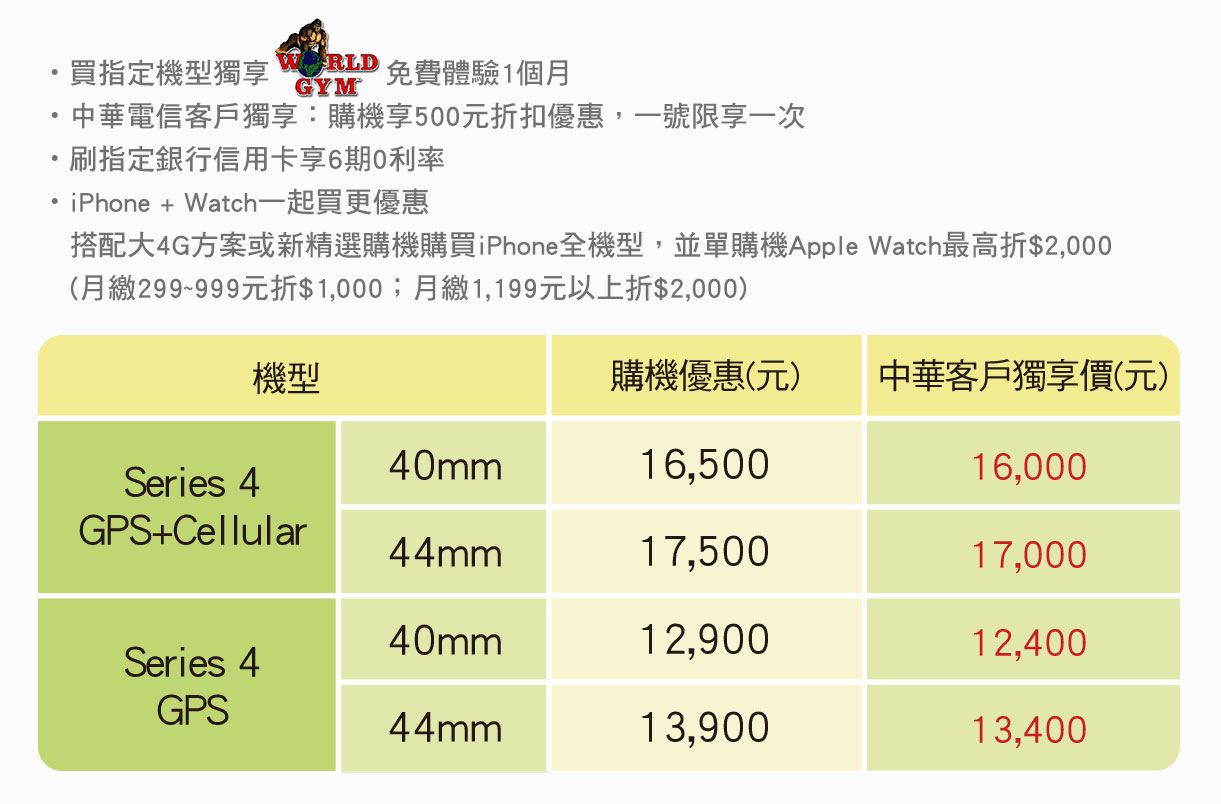 ・買指定機型獨享 WORLD GYM 免費體驗1個月
・中華電信客戶獨享：購機享500元折扣優惠，一號限享一次
・刷指定銀行信用卡享6期0利率
・iPhone + Watch一起買更優惠
搭配大4G方案或新精選購機購買iPhone全機型，並單購機Apple Watch最高折$2,000
(月繳299~999元折$1,000；月繳1,199元以上折$2,000)
機型 購機優惠(元) 中華客戶獨享價(元)
Series 4 GPS+Cellular 40mm 16,500 16,000
44mm 17,500 17,000
Series 4 GPS 40mm 12,900 12,400
44mm 13,900 13,400